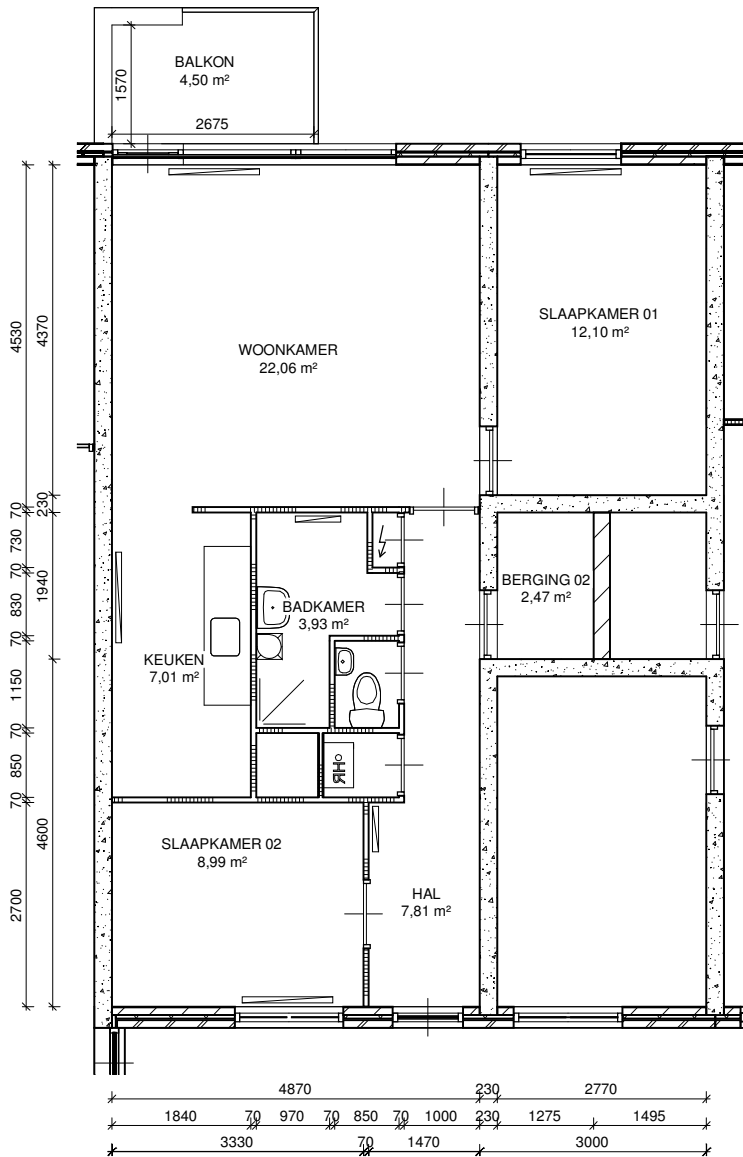 BALKON
4,50 m²
1570
2675
WOONKAMER
22,06 m²
SLAAPKAMER 01
12,10 m²
BADKAMER
3,93 m²
BERGING 02
2,47 m²
KEUKEN
7,01 m²
HR
SLAAPKAMER 02
8,99 m²
HAL
7,81 m²
4530
70
730
70
830
70
1150
70
850
70
2700
4370
230
1940
4600
4870 230 2770
1840 70 970 70 850 70 1000 230 1275 1495
3330 70 1470 3000